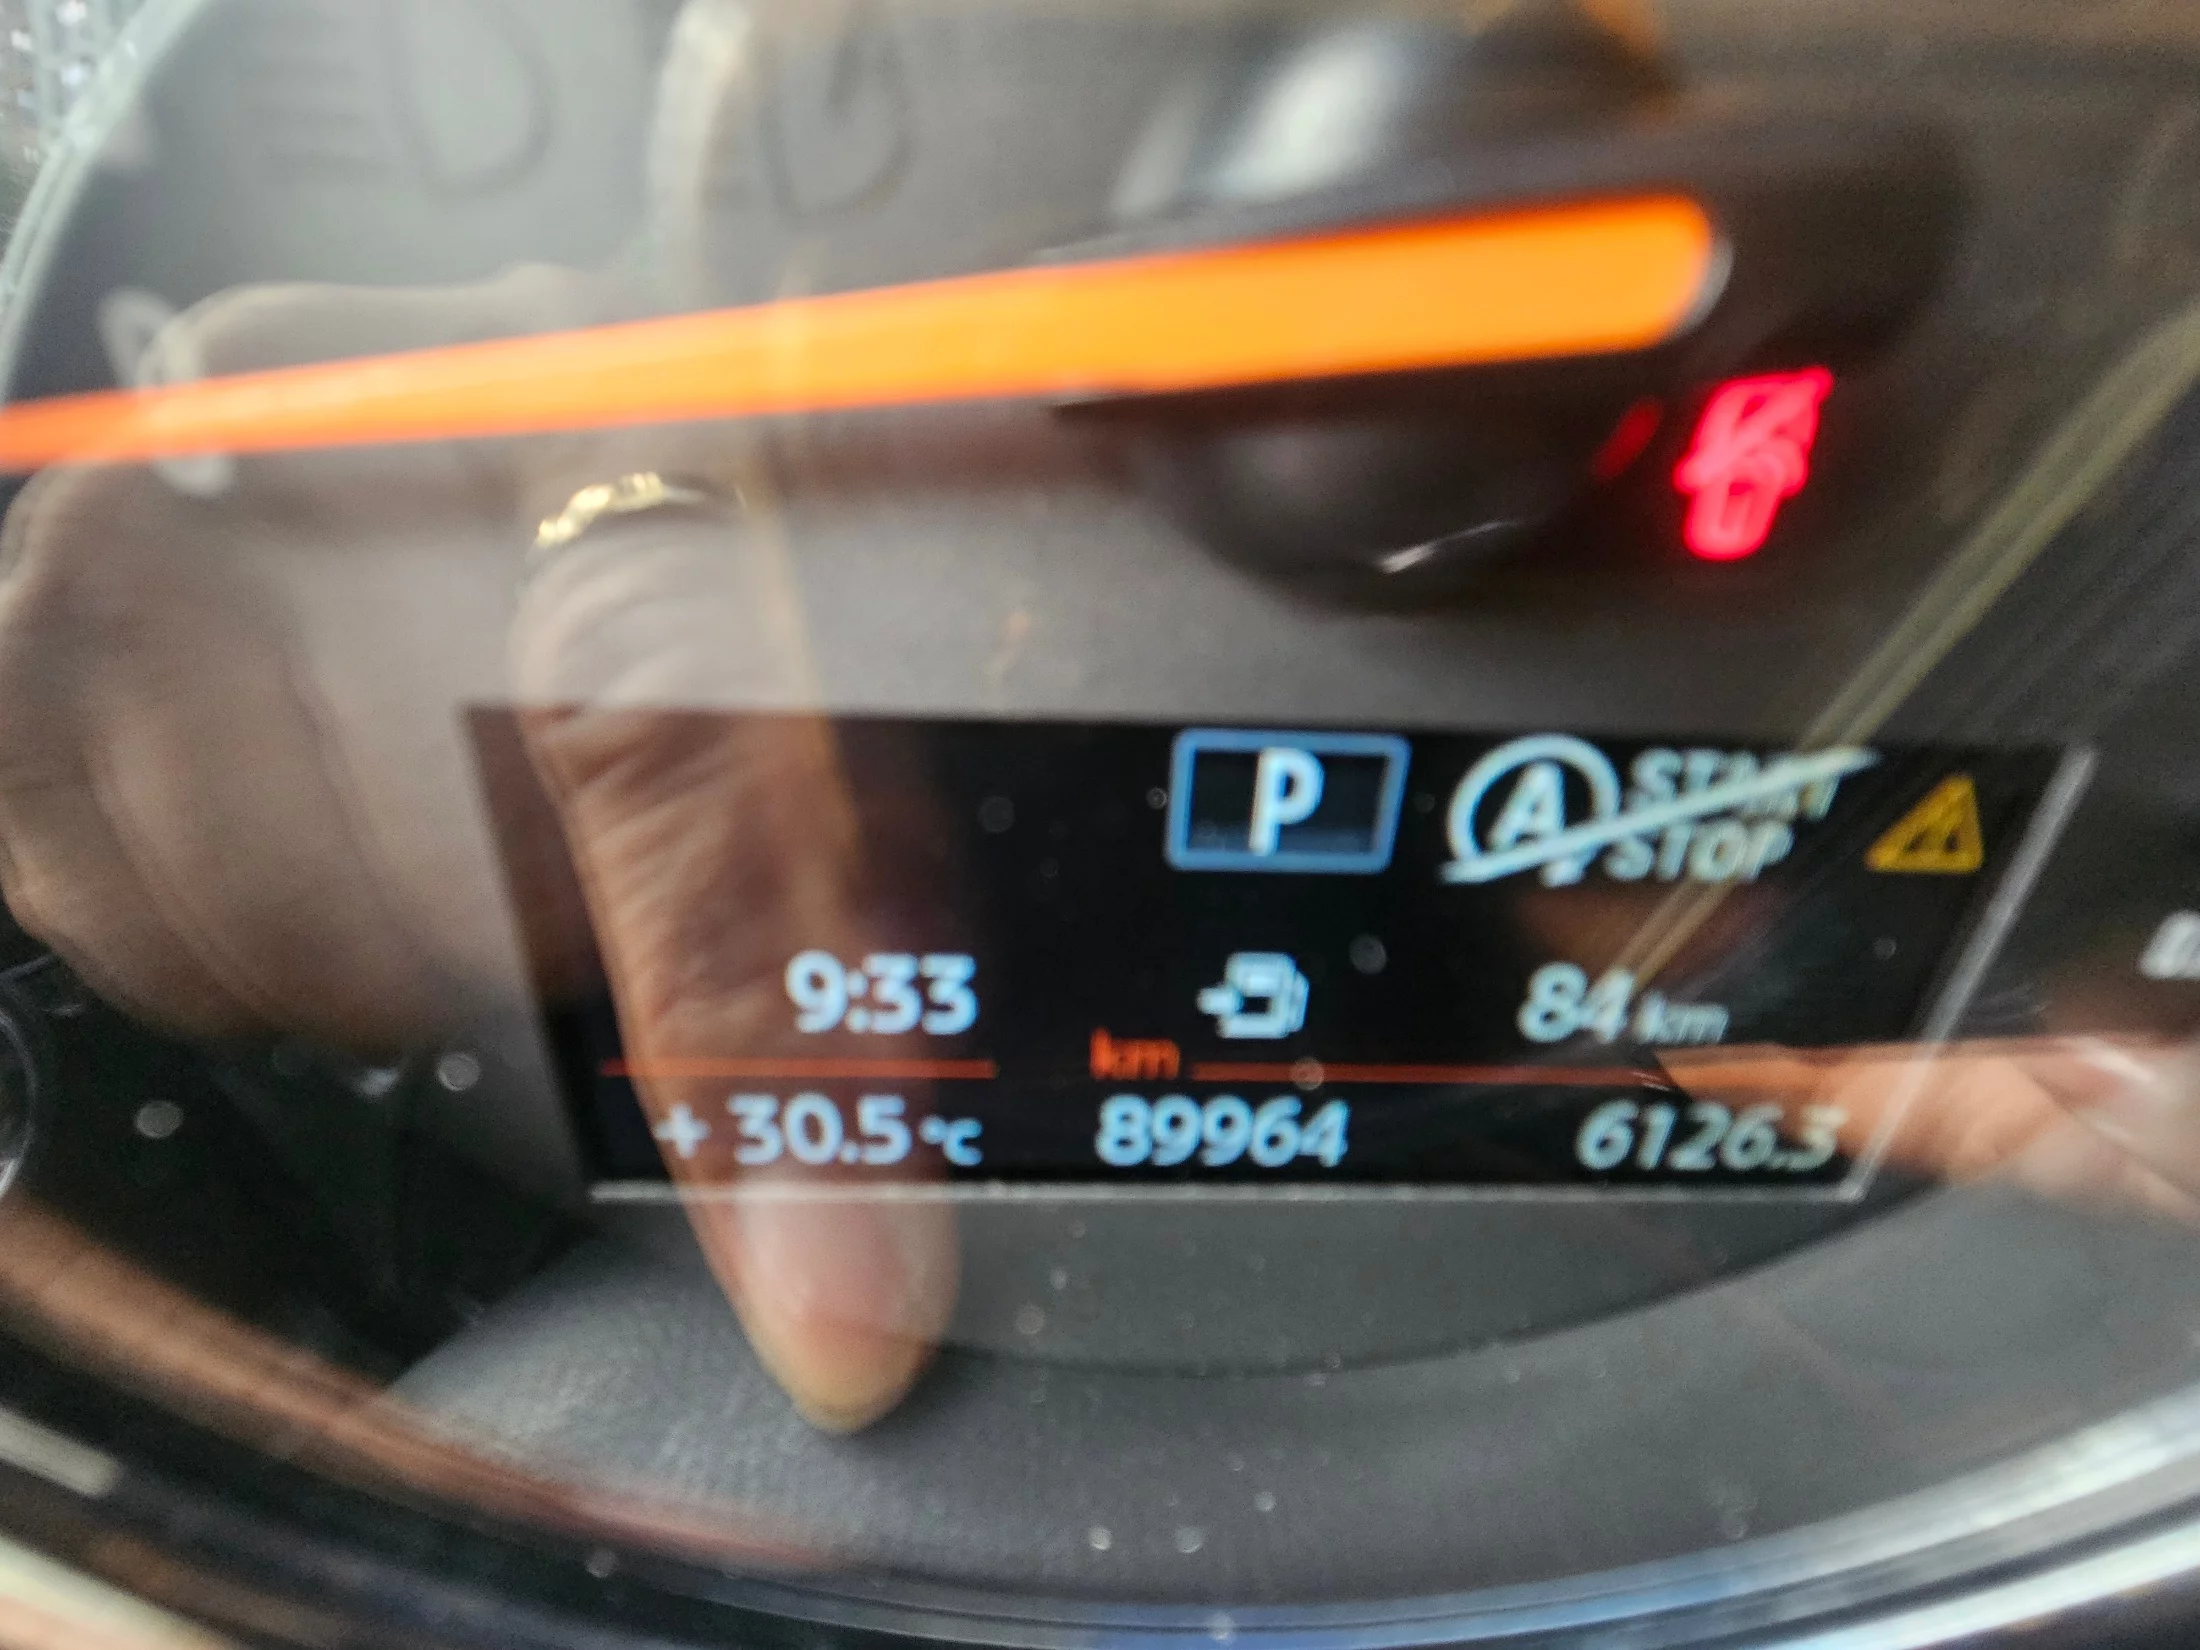 P A START
STOP
9:33 84 km
km
+ 30.5 °C 89964 6126.3